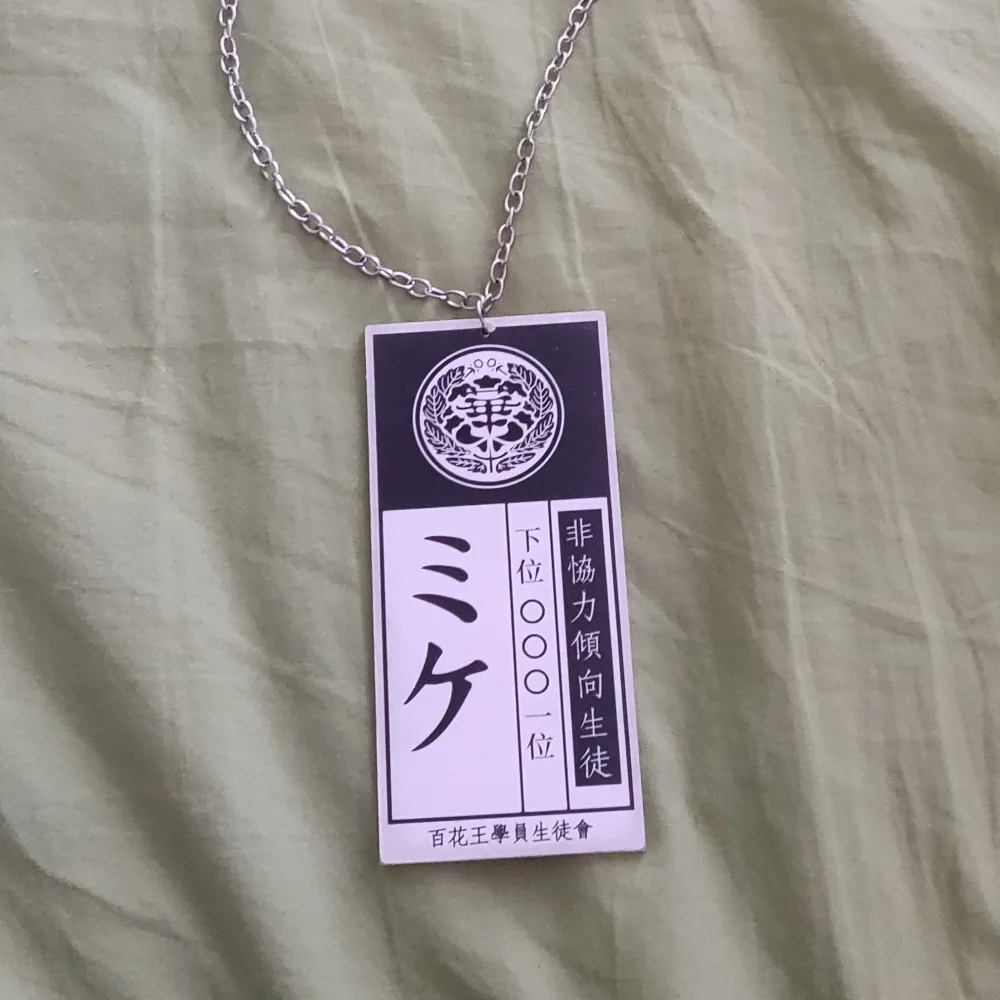 非協力傾向生徒
下位〇〇〇一位
ミケ
百花王學員生徒會